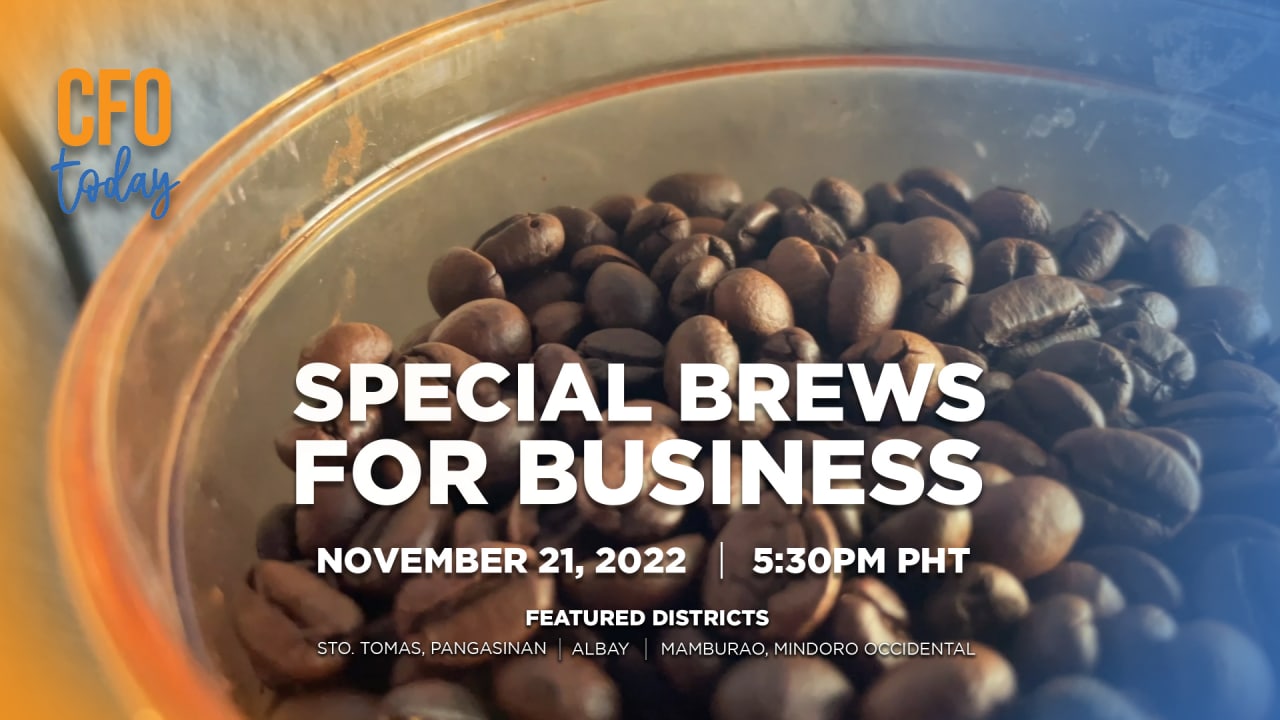 CFO
today
SPECIAL BREWS
FOR BUSINESS
NOVEMBER 21, 2022 | 5:30PM PHT
FEATURED DISTRICTS
STO. TOMAS, PANGASINAN | ALBAY | MAMBURAO, MINDORO OCCIDENTAL